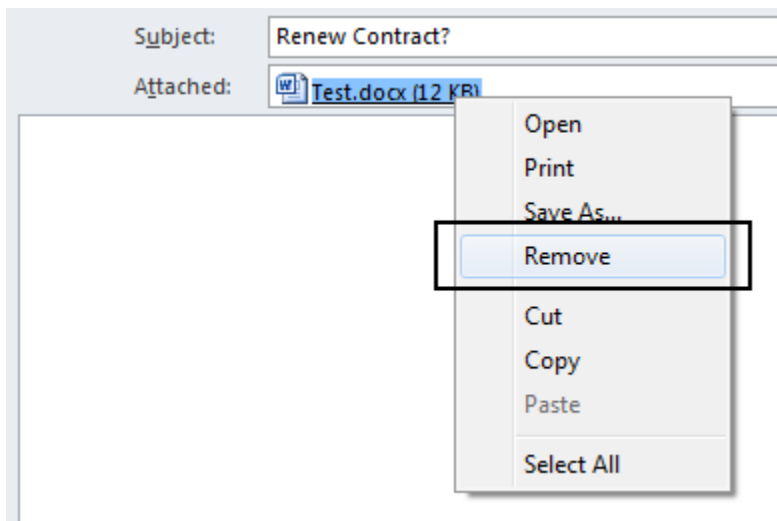 Subject: Renew Contract?
Attached: Test.docx (12 KB)
Open
Print
Save As...
Remove
Cut
Copy
Paste
Select All